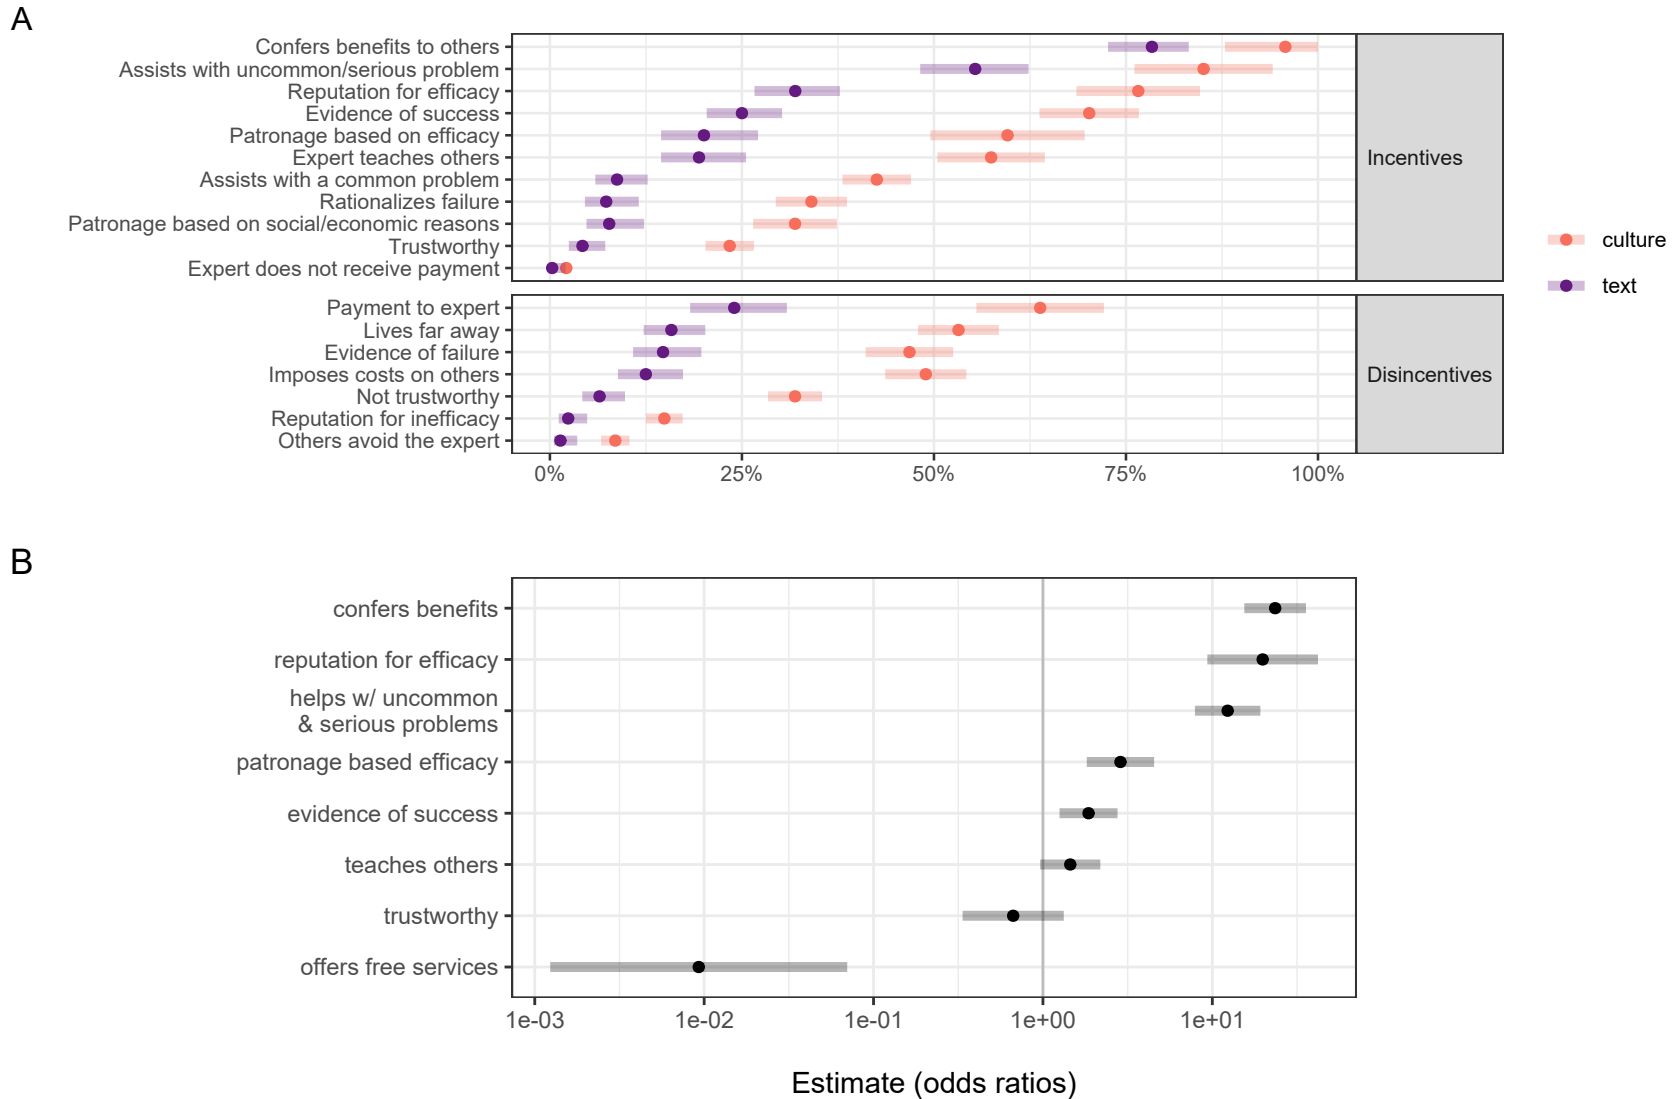 A
Confers benefits to others
Assists with uncommon/serious problem
Reputation for efficacy
Evidence of success
Patronage based on efficacy
Expert teaches others
Assists with a common problem
Rationalizes failure
Patronage based on social/economic reasons
Trustworthy
Expert does not receive payment
Incentives
Payment to expert
Lives far away
Evidence of failure
Imposes costs on others
Not trustworthy
Reputation for inefficacy
Others avoid the expert
Disincentives
0% 25% 50% 75% 100%
culture
text
B
confers benefits
reputation for efficacy
helps w/ uncommon
& serious problems
patronage based efficacy
evidence of success
teaches others
trustworthy
offers free services
1e-03 1e-02 1e-01 1e+00 1e+01
Estimate (odds ratios)